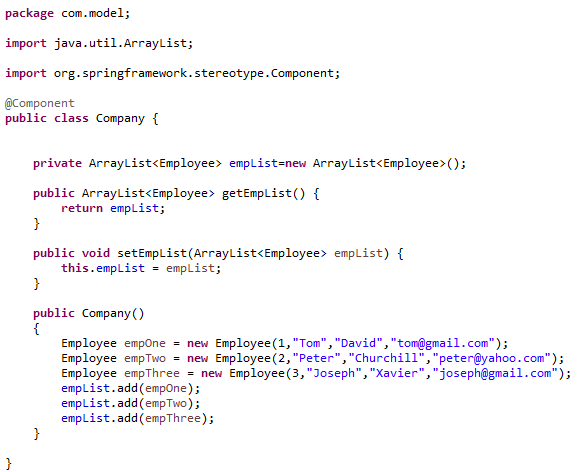 package com.model;
import java.util.ArrayList;
import org.springframework.stereotype.Component;
@Component
public class Company {
private ArrayList<Employee> empList=new ArrayList<Employee>();
public ArrayList<Employee> getEmpList() {
return empList;
}
public void setEmpList(ArrayList<Employee> empList) {
this.empList = empList;
}
public Company()
{
Employee empOne = new Employee(1,"Tom","David","tom@gmail.com");
Employee empTwo = new Employee(2,"Peter","Churchill","peter@yahoo.com");
Employee empThree = new Employee(3,"Joseph","Xavier","joseph@gmail.com");
empList.add(empOne);
empList.add(empTwo);
empList.add(empThree);
}
}